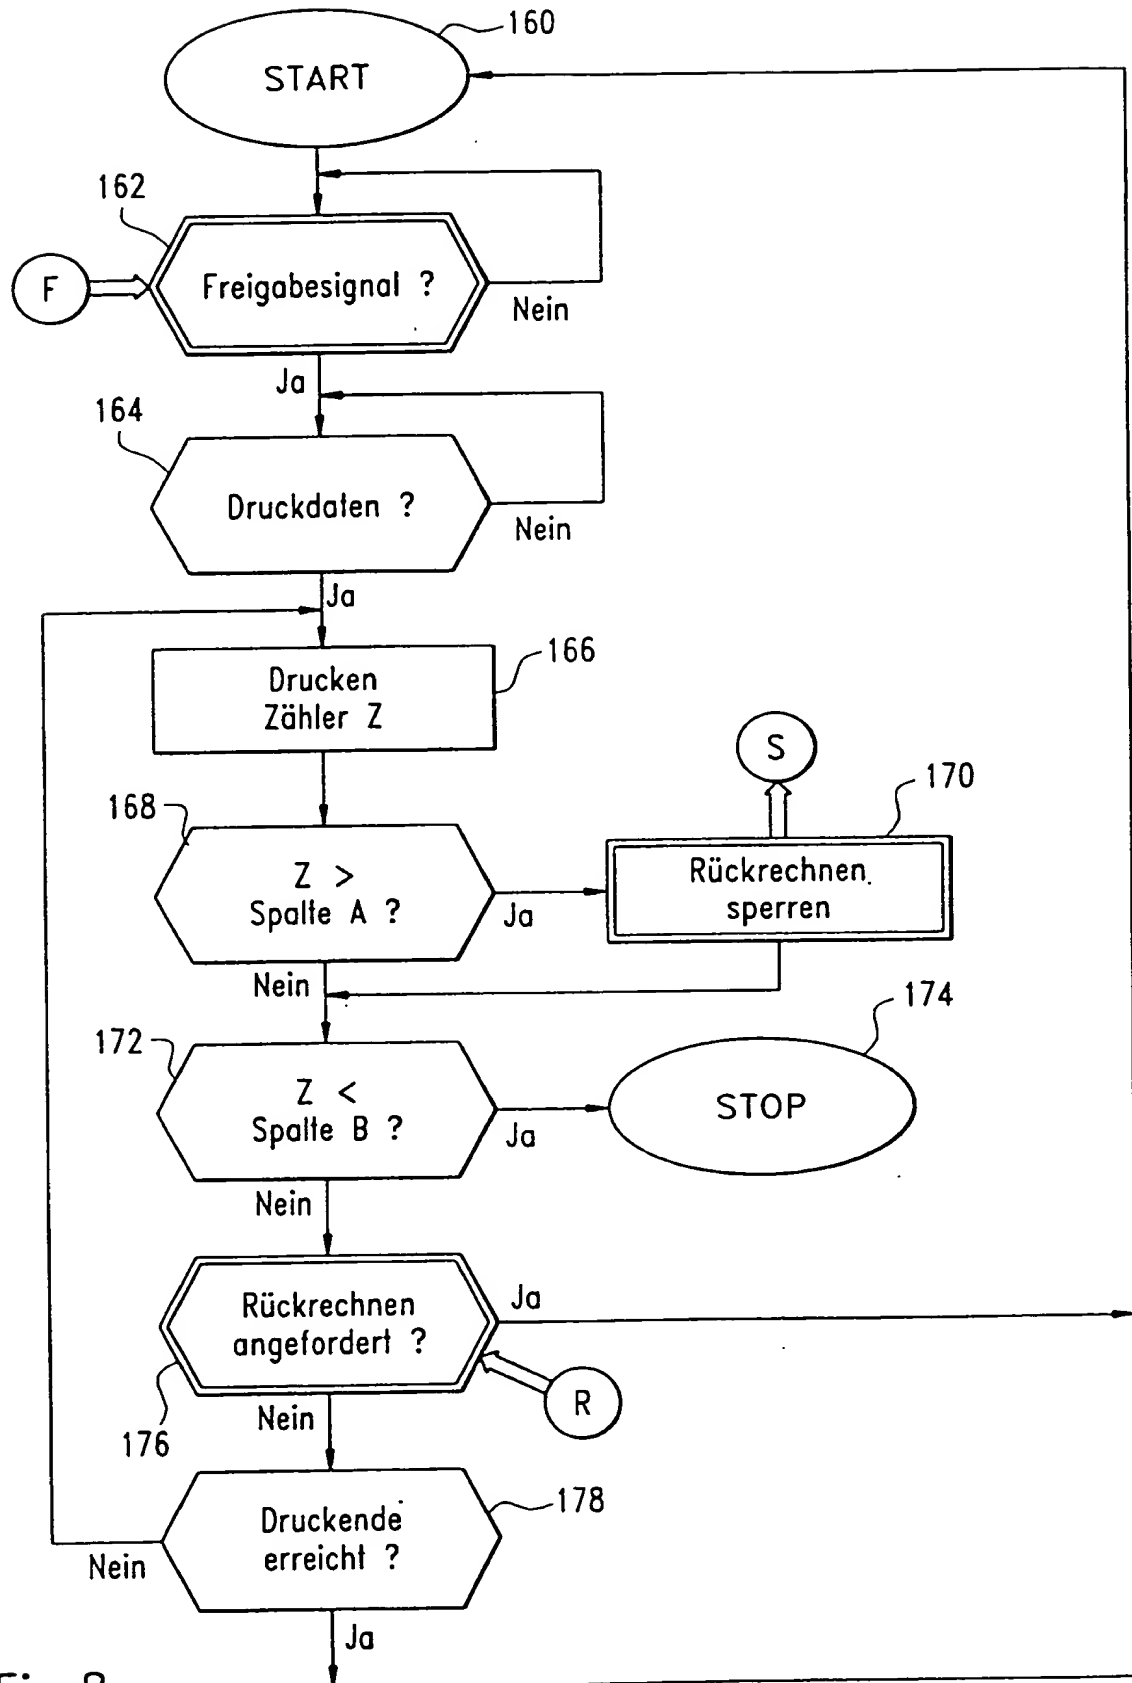 160
START
162
F
Freigabesignal ?
Nein
Ja
164
Druckdaten ?
Nein
Ja
166
Drucken
Zähler Z
S
170
168
Z >
Spalte A ?
Ja
Rückrechnen
sperren
Nein
174
172
Z <
Spalte B ?
Ja
STOP
Nein
Rückrechnen
angefordert ?
Ja
R
176
Nein
178
Druckende
erreicht ?
Nein
Ja